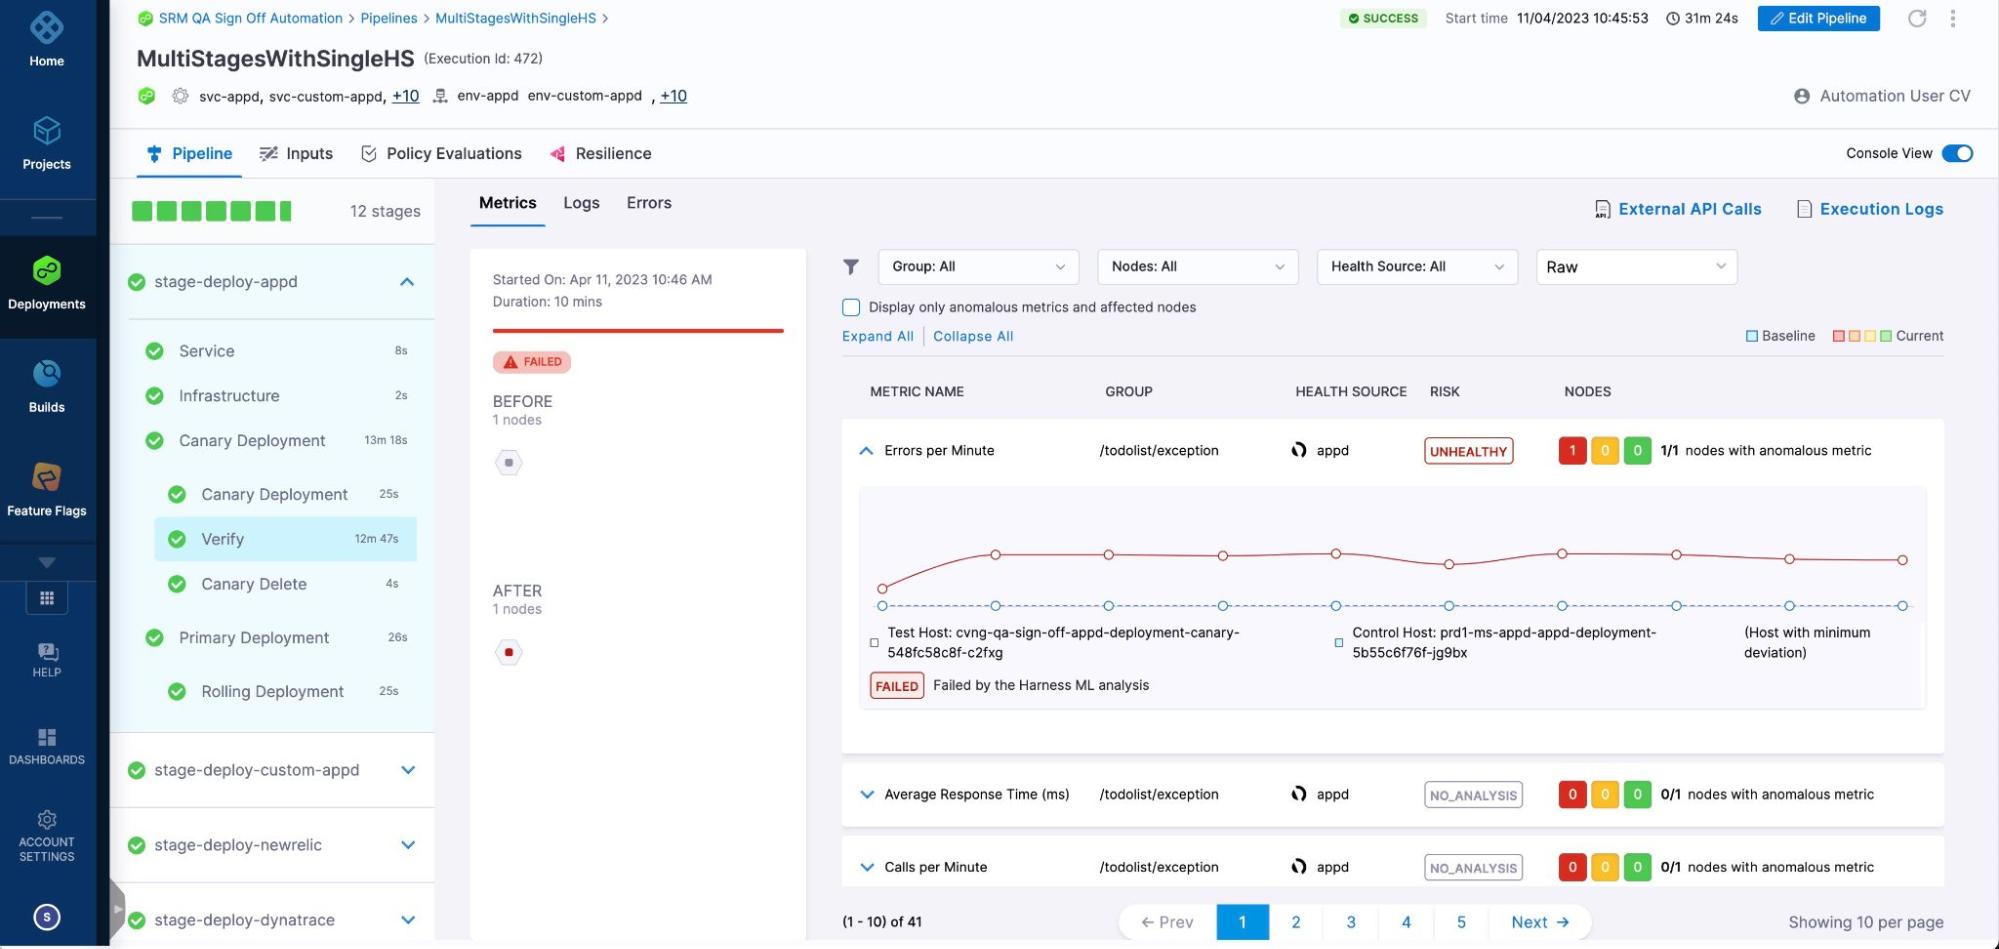 Home
Projects
Deployments
Builds
Feature Flags
HELP
DASHBOARDS
ACCOUNT
SETTINGS
S
SRM QA Sign Off Automation > Pipelines > MultiStagesWithSingleHS >
SUCCESS Start time 11/04/2023 10:45:53 31m 24s Edit Pipeline
MultiStagesWithSingleHS (Execution Id: 472)
svc-appd, svc-custom-appd, +10 env-appd env-custom-appd , +10
Automation User CV
Pipeline Inputs Policy Evaluations Resilience
Console View
12 stages
stage-deploy-appd
Service 8s
Infrastructure 2s
Canary Deployment 13m 18s
Canary Deployment 25s
Verify 12m 47s
Canary Delete 4s
Primary Deployment 26s
Rolling Deployment 25s
stage-deploy-custom-appd
stage-deploy-newrelic
stage-deploy-dynatrace
Metrics Logs Errors
External API Calls Execution Logs
Started On: Apr 11, 2023 10:46 AM
Duration: 10 mins
FAILED
BEFORE
1 nodes
AFTER
1 nodes
Group: All Nodes: All Health Source: All Raw
Display only anomalous metrics and affected nodes
Expand All Collapse All
Baseline Current
METRIC NAME GROUP HEALTH SOURCE RISK NODES
Errors per Minute /todolist/exception appd UNHEALTHY 1 0 0 1/1 nodes with anomalous metric
Test Host: cvng-qa-sign-off-appd-deployment-canary-
548fc58c8f-c2fxg
Control Host: prd1-ms-appd-appd-deployment-
5b55c6f76f-jg9bx
(Host with minimum
deviation)
FAILED Failed by the Harness ML analysis
Average Response Time (ms) /todolist/exception appd NO_ANALYSIS 0 0 0 0/1 nodes with anomalous metric
Calls per Minute /todolist/exception appd NO_ANALYSIS 0 0 0 0/1 nodes with anomalous metric
(1 - 10) of 41
← Prev 1 2 3 4 5 Next →
Showing 10 per page